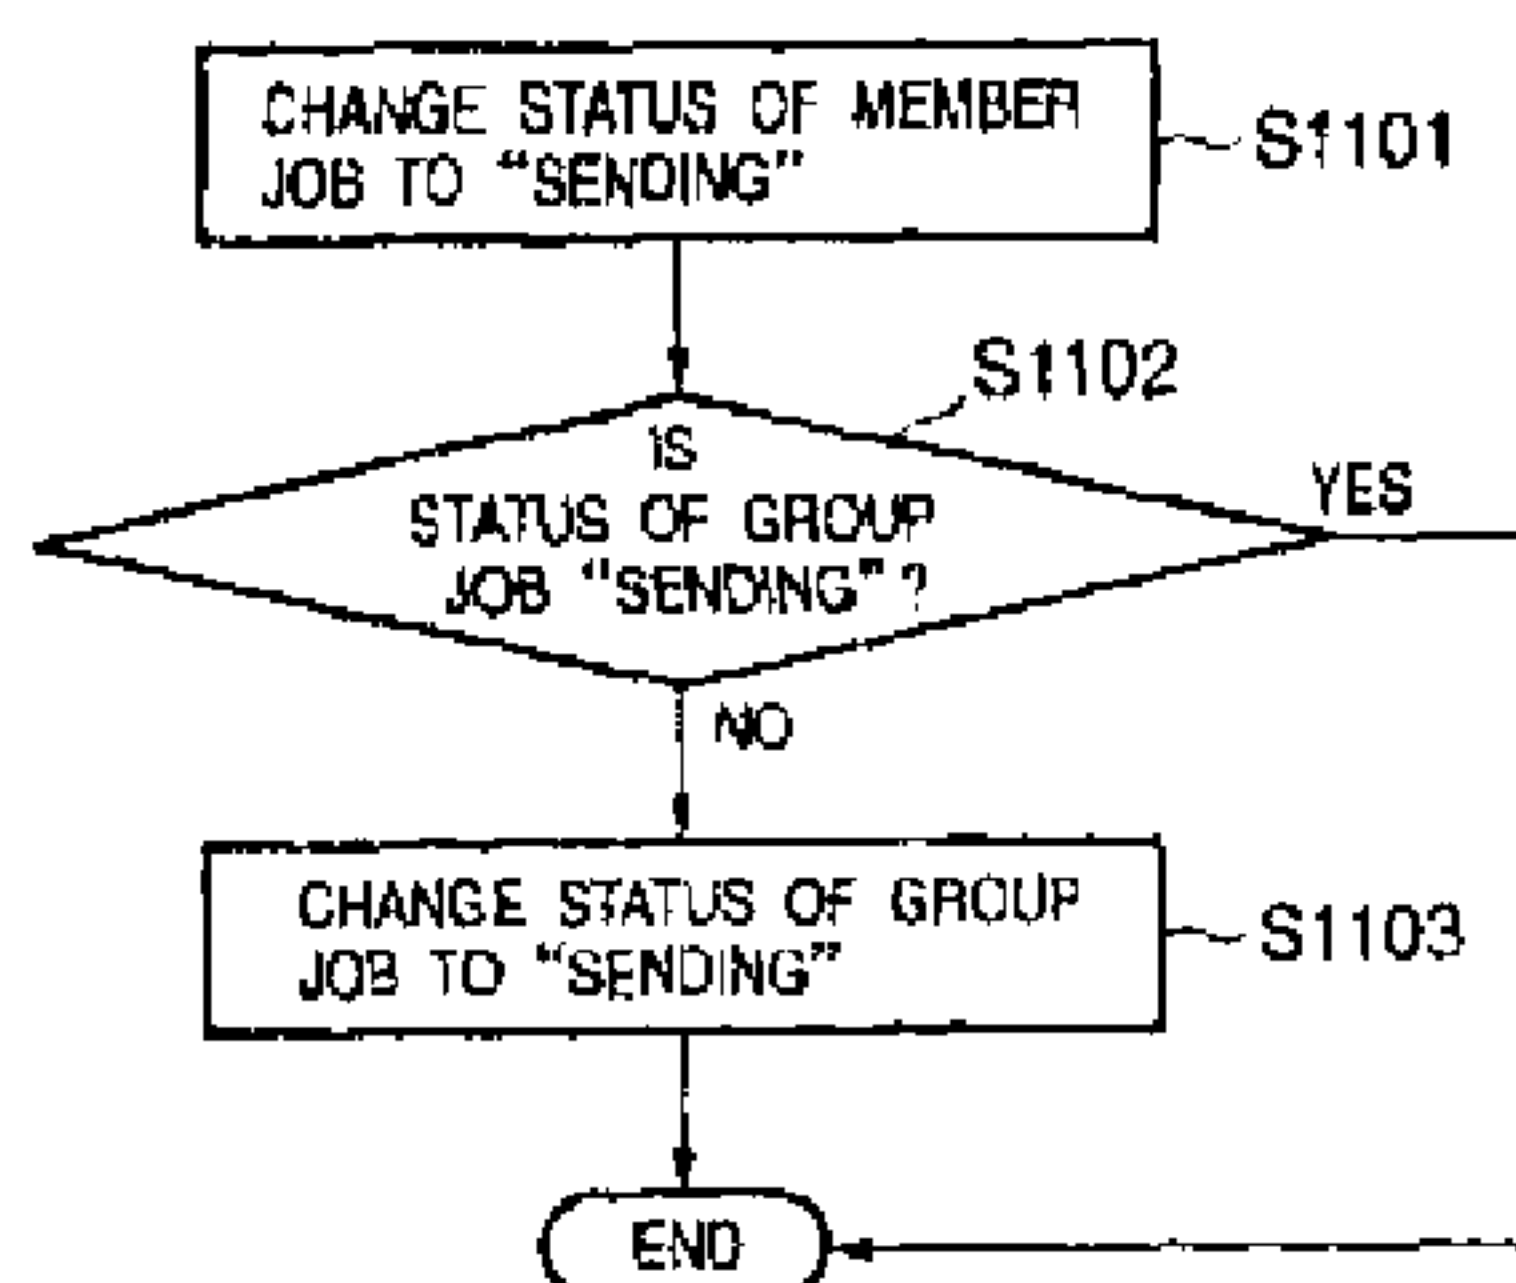 CHANGE STATUS OF MEMBER
JOB TO “SENDING”
S1101
S1102
IS
STATUS OF GROUP
JOB “SENDING”?
YES
NO
CHANGE STATUS OF GROUP
JOB TO “SENDING”
S1103
END